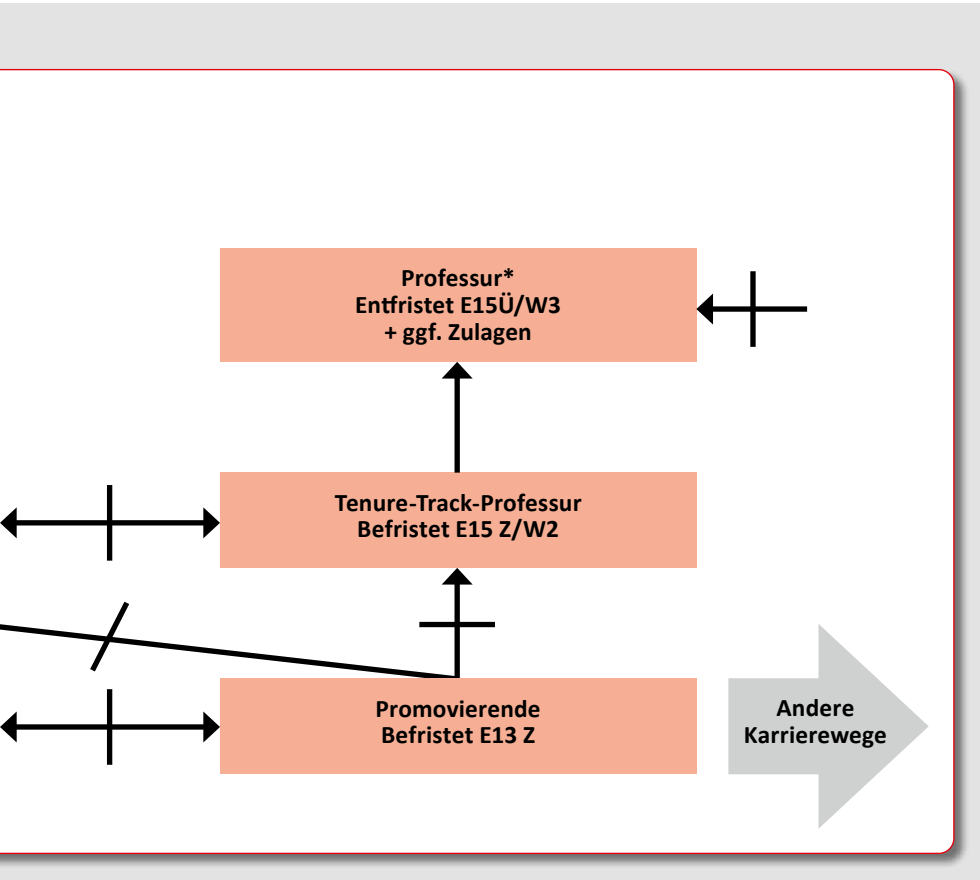 Professur*
Entfristet E15Ü/W3
+ ggf. Zulagen
Tenure-Track-Professur
Befristet E15 Z/W2
Promovierende
Befristet E13 Z
Andere
Karrierewege